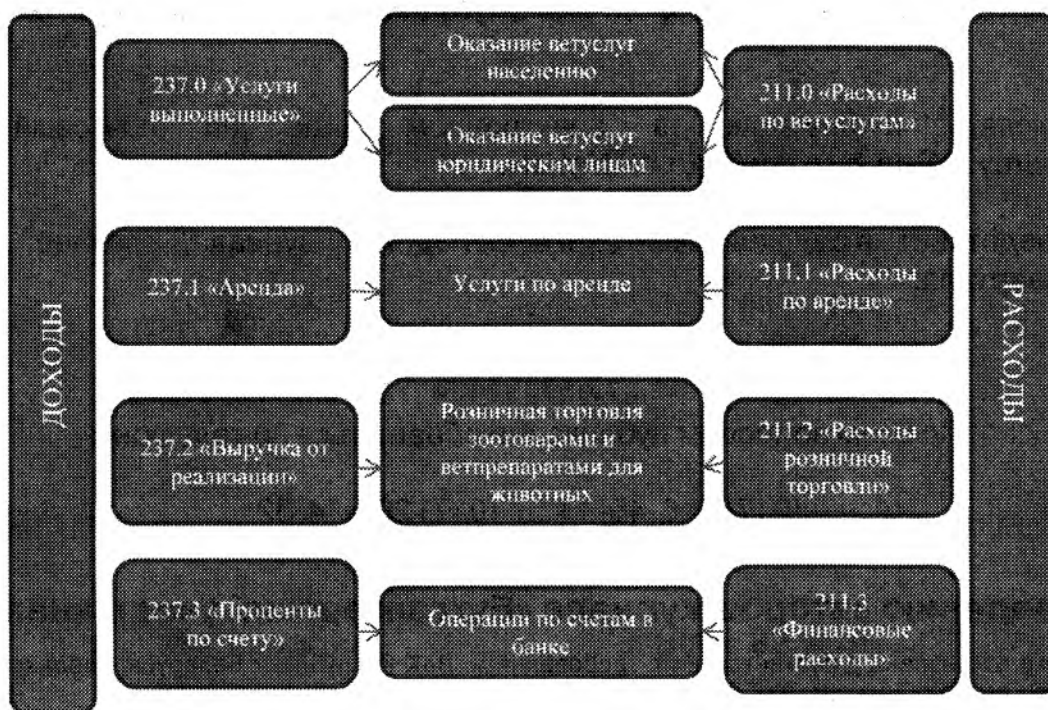 ДОХОДЫ
237.0 «Услуги
выполненные»
Оказание ветуслуг
населению
Оказание ветуслуг
юридическим лицам
211.0 «Расходы
по ветуслугам»
237.1 «Аренда»
Услуги по аренде
211.1 «Расходы
по аренде»
237.2 «Выручка от
реализации»
Розничная торговля
зоотоварами и
ветпрепаратами для
животных
211.2 «Расходы
розничной
торговли»
237.3 «Проценты
по счету»
Операции по счетам в
банке
211.3
«Финансовые
расходы»
РАСХОДЫ